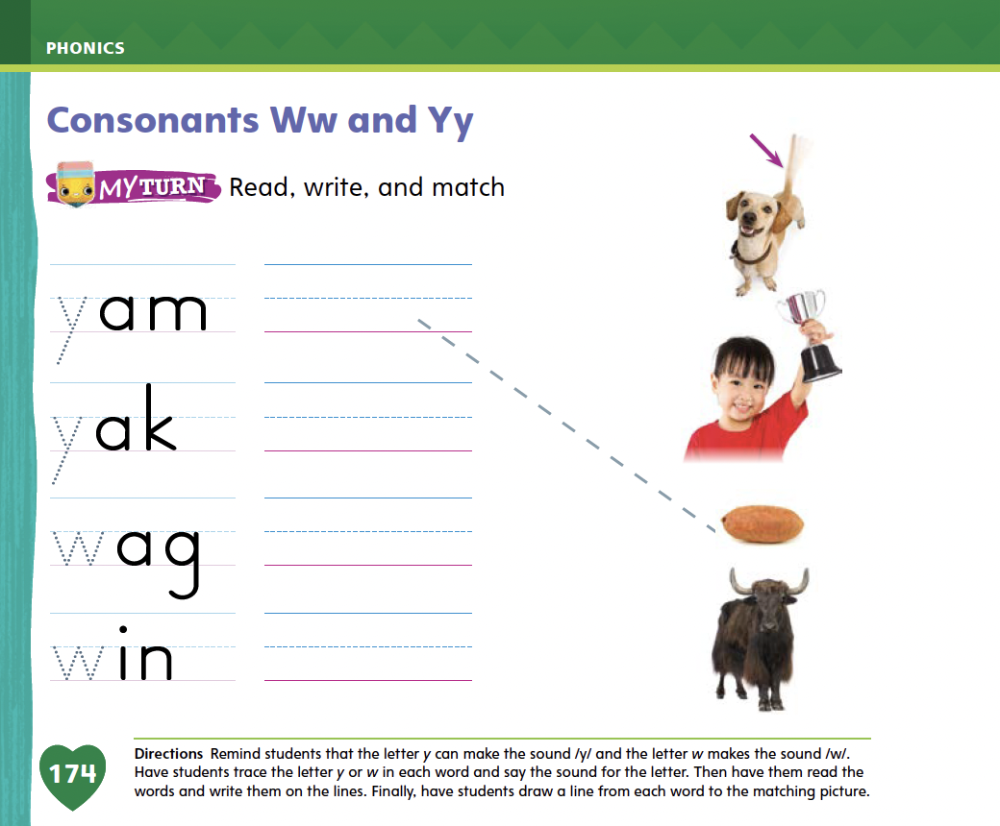 PHONICS
Consonants Ww and Yy
MY TURN Read, write, and match
yam
yak
wag
win
174
Directions Remind students that the letter y can make the sound /y/ and the letter w makes the sound /w/.
Have students trace the letter y or w in each word and say the sound for the letter. Then have them read the
words and write them on the lines. Finally, have students draw a line from each word to the matching picture.